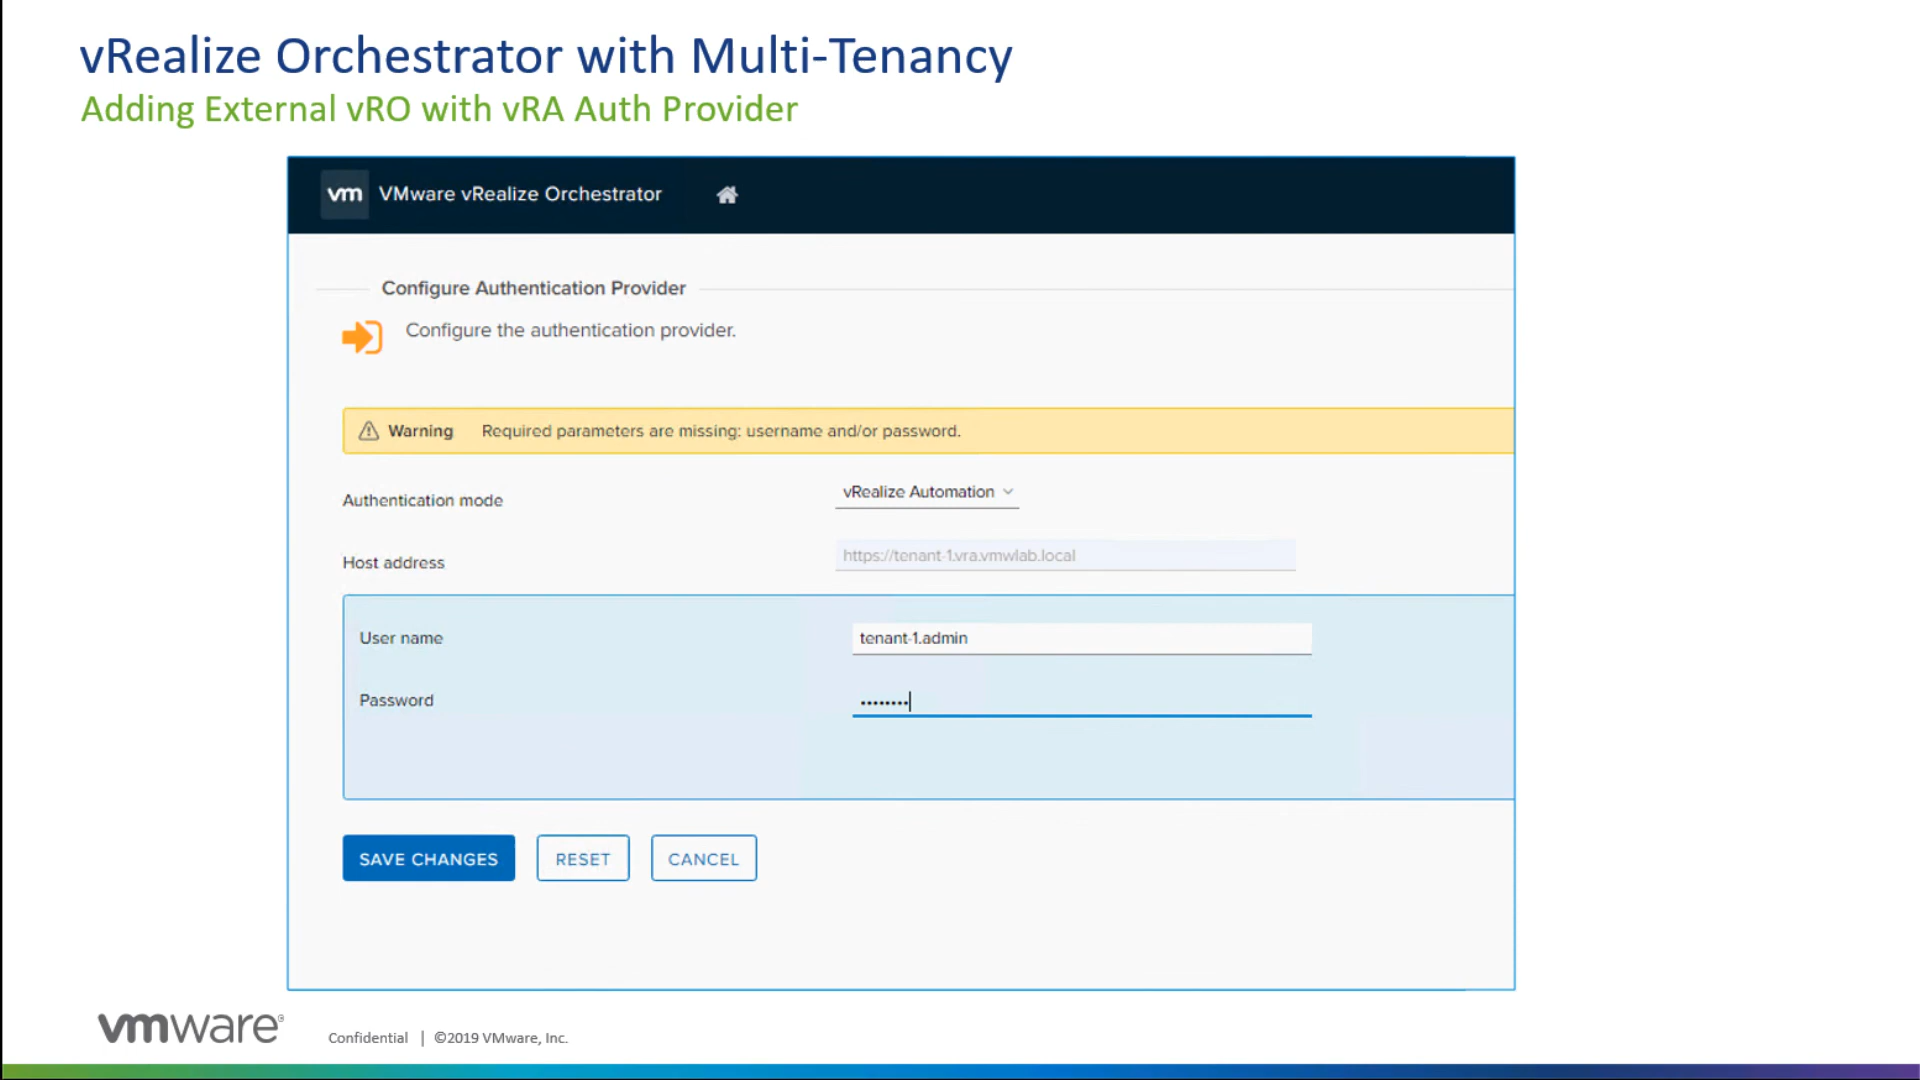 vRealize Orchestrator with Multi-Tenancy
Adding External vRO with vRA Auth Provider
vm VMware vRealize Orchestrator
Configure Authentication Provider
Configure the authentication provider.
Warning Required parameters are missing: username and/or password.
Authentication mode vRealize Automation
Host address https://tenant-1.vra.vmwlab.local
User name tenant-1.admin
Password ••••••••
SAVE CHANGES RESET CANCEL
vmware® Confidential | ©2019 VMware, Inc.